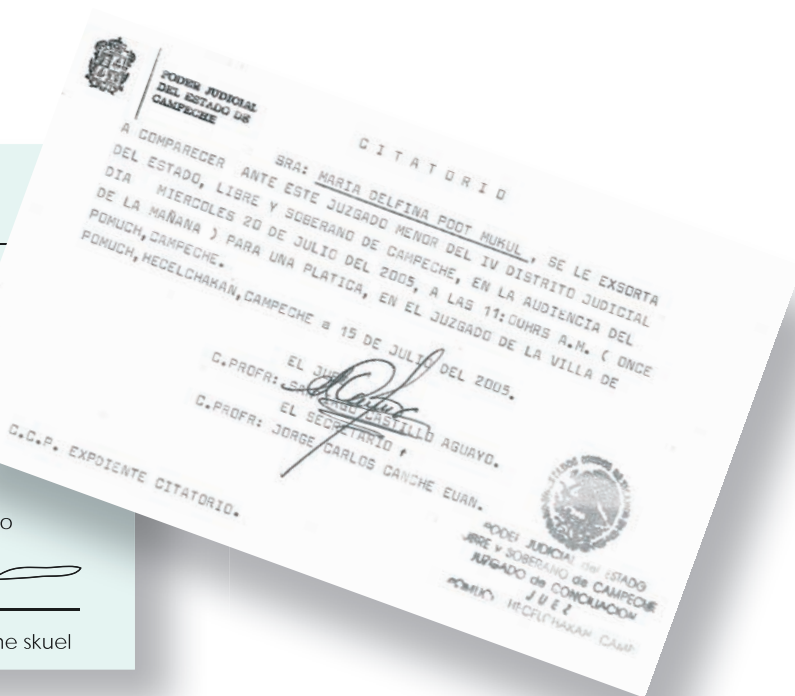 PODER JUDICIAL
DEL ESTADO DE
CAMPECHE
C I T A T O R I O
SRA: MARIA DELFINA POOT MUKUL, SE LE EXSORTA
A COMPARECER ANTE ESTE JUZGADO MENOR DEL IV DISTRITO JUDICIAL
DEL ESTADO, LIBRE Y SOBERANO DE CAMPECHE, EN LA AUDIENCIA DEL
DIA MIERCOLES 20 DE JULIO DEL 2005, A LAS 11:00HRS A.M. ( ONCE
DE LA MAÑANA ) PARA UNA PLATICA, EN EL JUZGADO DE LA VILLA DE
POMUCH, CAMPECHE.
POMUCH, HECELCHAKAN, CAMPECHE a 15 DE JULIO DEL 2005.
EL
C.PROFR: CASTILLO AGUAYO.
EL SECRETARIO
C.PROFR: JORGE CARLOS CANCHE EUAN.
C.C.P. EXPDIENTE CITATORIO.
PODER JUDICIAL del ESTADO
LIBRE y SOBERANO de CAMPECHE
JUZGADO de CONCILIACION
JUEZ
POMUCH, HECELCHAKAN CAMP.
o
ne skuel